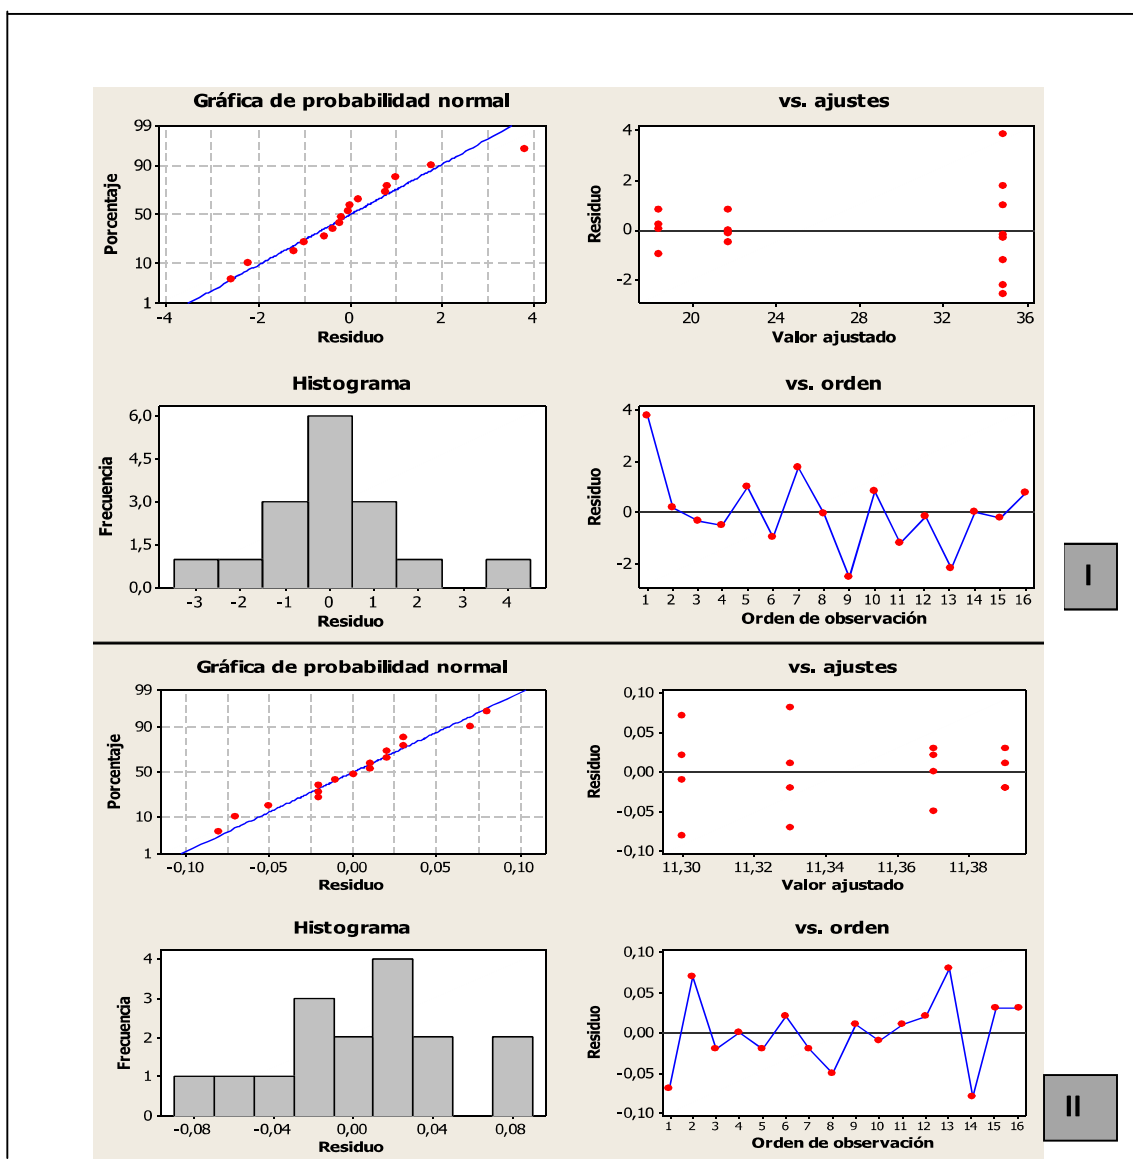 Gráfica de probabilidad normal
99
90
50
10
1
Porcentaje
-4 -2 0 2 4
Residuo
vs. ajustes
4
2
0
-2
Residuo
20 24 28 32 36
Valor ajustado
Histograma
6,0
4,5
3,0
1,5
0,0
Frecuencia
-3 -2 -1 0 1 2 3 4
Residuo
vs. orden
4
2
0
-2
Residuo
1 2 3 4 5 6 7 8 9 10 11 12 13 14 15 16
Orden de observación
I
Gráfica de probabilidad normal
99
90
50
10
1
Porcentaje
-0,10 -0,05 0,00 0,05 0,10
Residuo
vs. ajustes
0,10
0,05
0,00
-0,05
-0,10
Residuo
11,30 11,32 11,34 11,36 11,38
Valor ajustado
Histograma
4
3
2
1
0
Frecuencia
-0,08 -0,04 0,00 0,04 0,08
Residuo
vs. orden
0,10
0,05
0,00
-0,05
-0,10
Residuo
1 2 3 4 5 6 7 8 9 10 11 12 13 14 15 16
Orden de observación
II